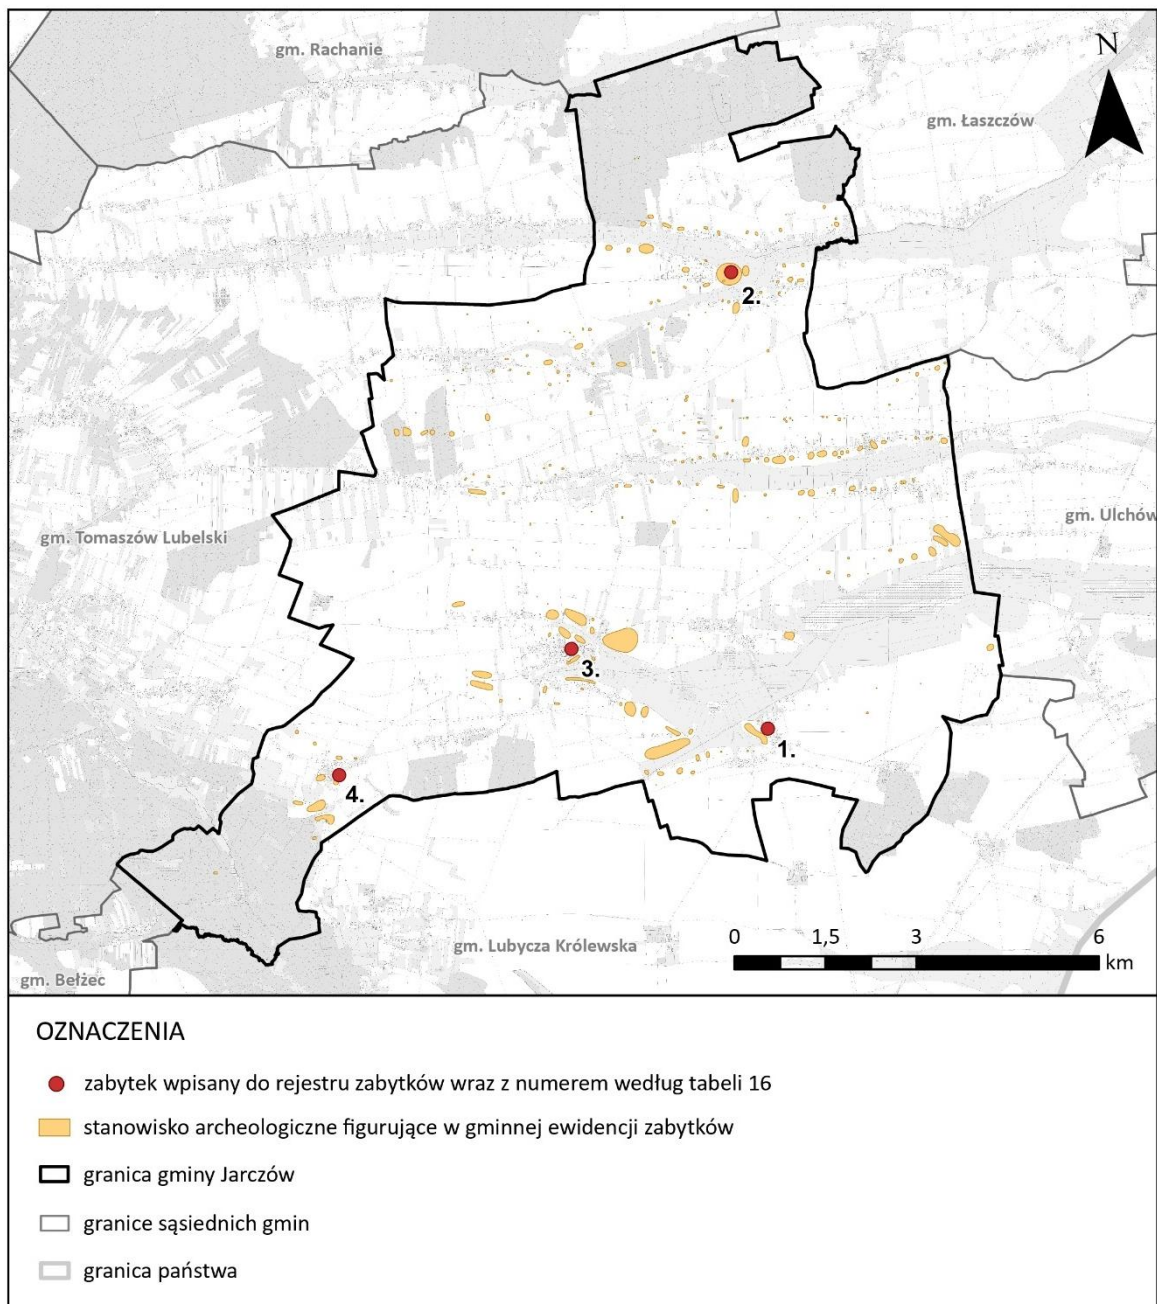 gm. Rachanie
N
gm. Łaszczów
2.
gm. Tomaszów Lubelski
gm. Ulchów
3.
1.
4.
gm. Lubycza Królewska
0 1,5 3 6
km
gm. Bełżec
OZNACZENIA
zabytek wpisany do rejestru zabytków wraz z numerem według tabeli 16
stanowisko archeologiczne figurujące w gminnej ewidencji zabytków
granica gminy Jarczów
granice sąsiednich gmin
granica państwa